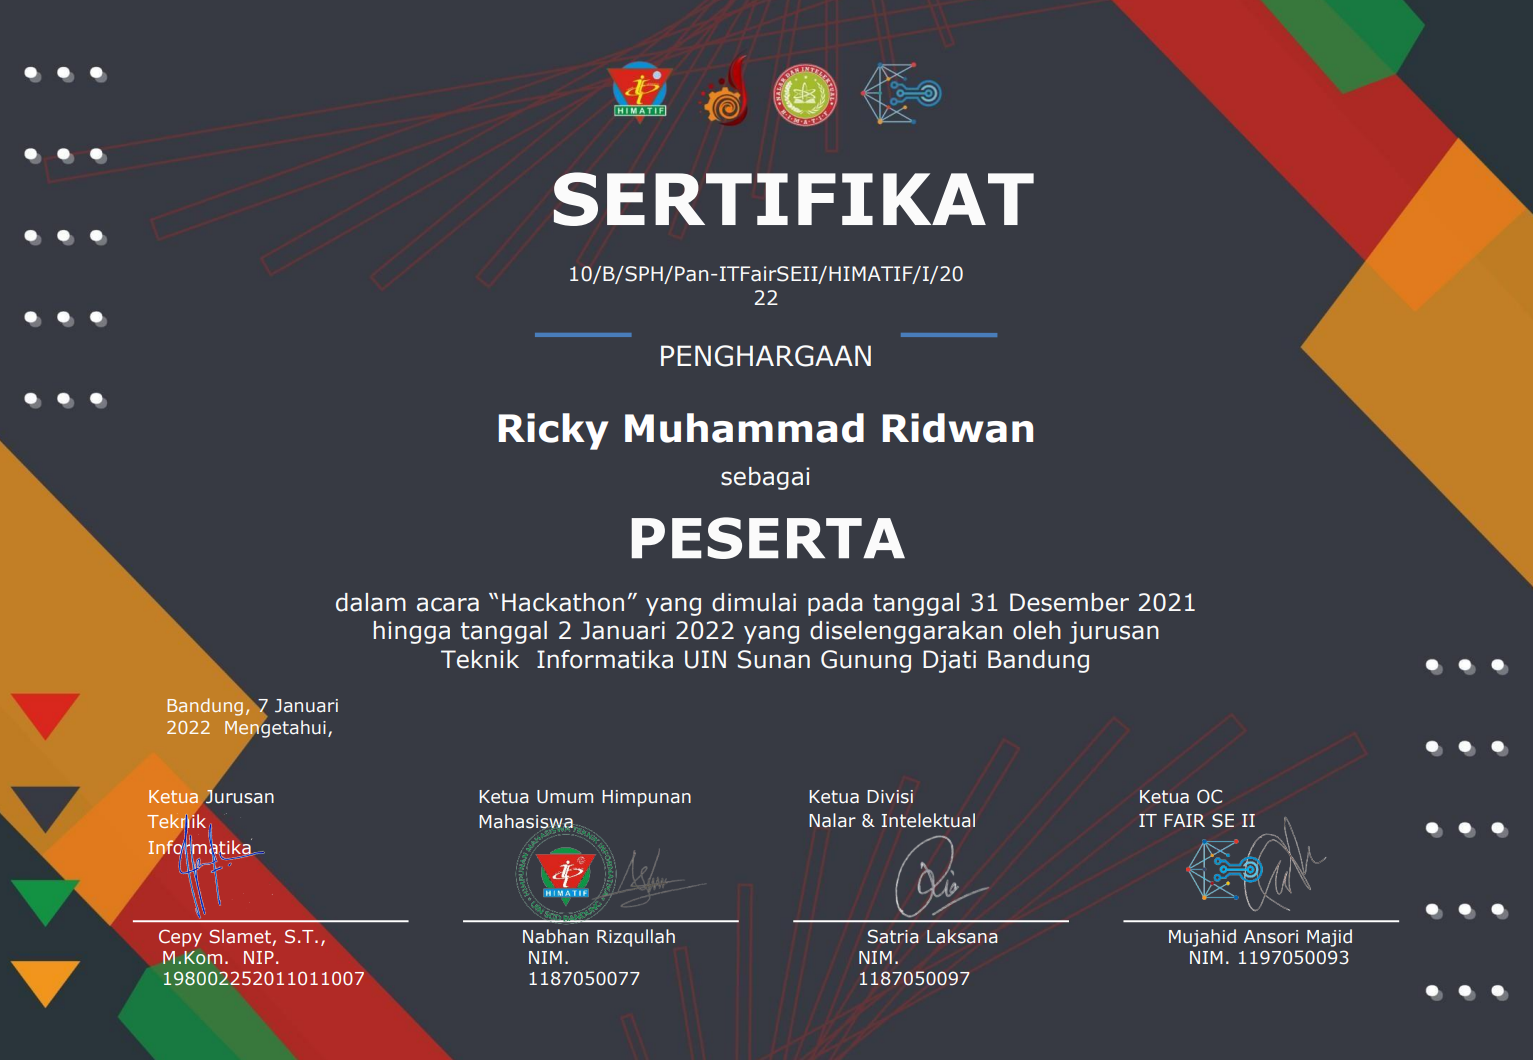 HIMATIF
SERTIFIKAT
10/B/SPH/Pan-ITFairSEII/HIMATIF/I/20
22
PENGHARGAAN
Ricky Muhammad Ridwan
sebagai
PESERTA
dalam acara “Hackathon” yang dimulai pada tanggal 31 Desember 2021
hingga tanggal 2 Januari 2022 yang diselenggarakan oleh jurusan
Teknik Informatika UIN Sunan Gunung Djati Bandung
Bandung, 7 Januari
2022 Mengetahui,
Ketua Jurusan
Teknik
Informatika
Cepy Slamet, S.T.,
M.Kom. NIP.
198002252011011007
Ketua Umum Himpunan
Mahasiswa
HIMATIF
Nabhan Rizqullah
NIM.
1187050077
Ketua Divisi
Nalar & Intelektual
Satria Laksana
NIM.
1187050097
Ketua OC
IT FAIR SE II
Mujahid Ansori Majid
NIM. 1197050093